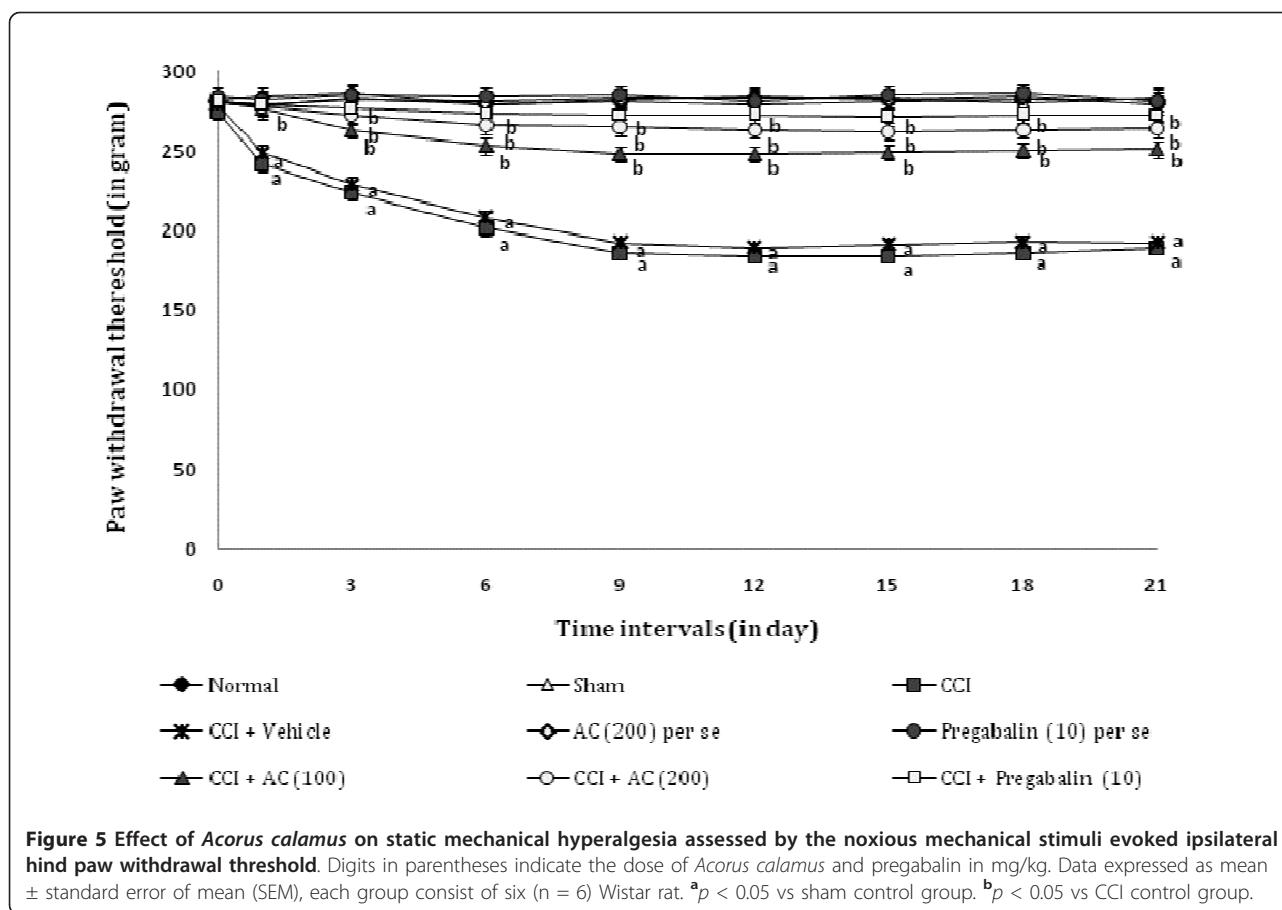 300
250
200
150
100
50
0
Paw withdrawal thereshold (in gram)
b b b b b b b b
b b b b b b b
b b b b b b b
a a a a a a a a
a a a a a a a a
0 3 6 9 12 15 18 21
Time intervals (in day)
Normal Sham CCI
CCI + Vehicle AC (200) per se Pregabalin (10) per se
CCI + AC (100) CCI + AC (200) CCI + Pregabalin (10)
Figure 5 Effect of Acorus calamus on static mechanical hyperalgesia assessed by the noxious mechanical stimuli evoked ipsilateral
hind paw withdrawal threshold. Digits in parentheses indicate the dose of Acorus calamus and pregabalin in mg/kg. Data expressed as mean
± standard error of mean (SEM), each group consist of six (n = 6) Wistar rat. ᵃp < 0.05 vs sham control group. ᵇp < 0.05 vs CCI control group.